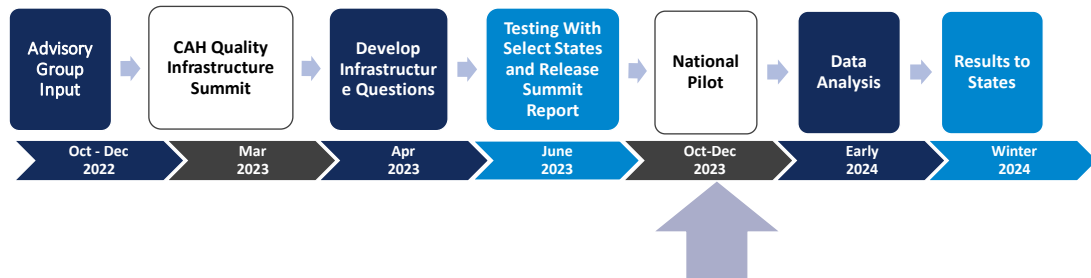 Advisory
Group
Input
CAH Quality
Infrastructure
Summit
Develop
Infrastructur
e Questions
Testing With
Select States
and Release
Summit
Report
National
Pilot
Data
Analysis
Results to
States
Oct - Dec
2022
Mar
2023
Apr
2023
June
2023
Oct-Dec
2023
Early
2024
Winter
2024